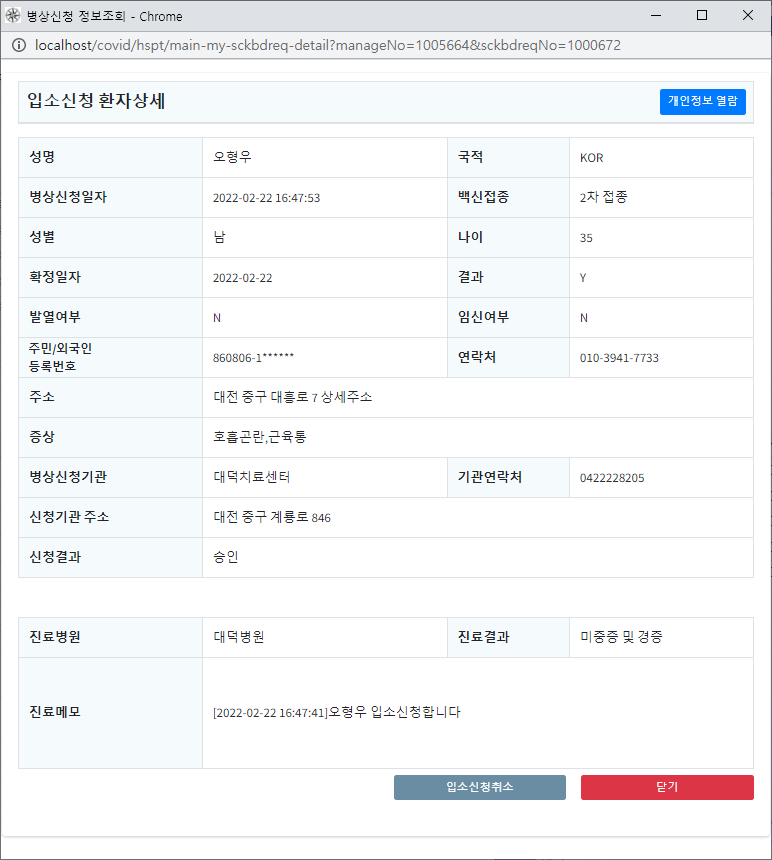 병상신청 정보조회 - Chrome
localhost/covid/hspt/main-my-sckbdreq-detail?manageNo=1005664&sckbdreqNo=1000672
입소신청 환자상세
개인정보 열람
성명 오형우 국적 KOR
병상신청일자 2022-02-22 16:47:53 백신접종 2차 접종
성별 남 나이 35
확정일자 2022-02-22 결과 Y
발열여부 N 임신여부 N
주민/외국인
등록번호 860806-1****** 연락처 010-3941-7733
주소 대전 중구 대흥로 7 상세주소
증상 호흡곤란,근육통
병상신청기관 대덕치료센터 기관연락처 0422228205
신청기관 주소 대전 중구 계룡로 846
신청결과 승인
진료병원 대덕병원 진료결과 미중증 및 경증
진료메모 [2022-02-22 16:47:41]오형우 입소신청합니다
입소신청취소 닫기